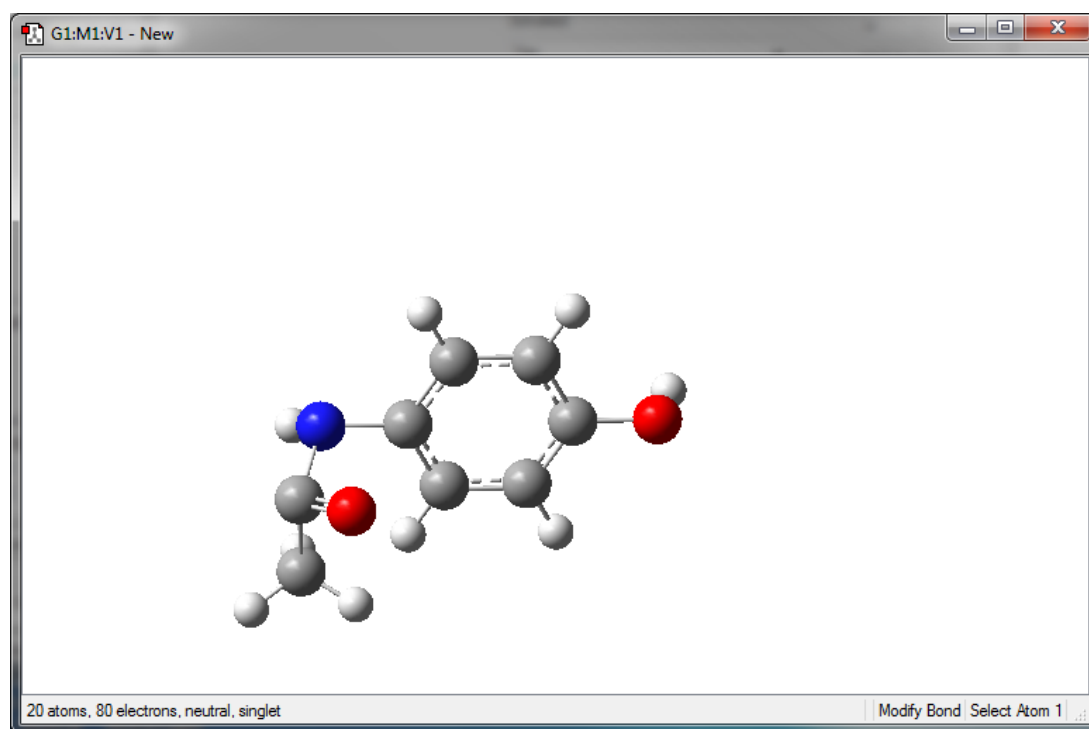 G1:M1:V1 - New
20 atoms, 80 electrons, neutral, singlet
Modify Bond
Select Atom 1